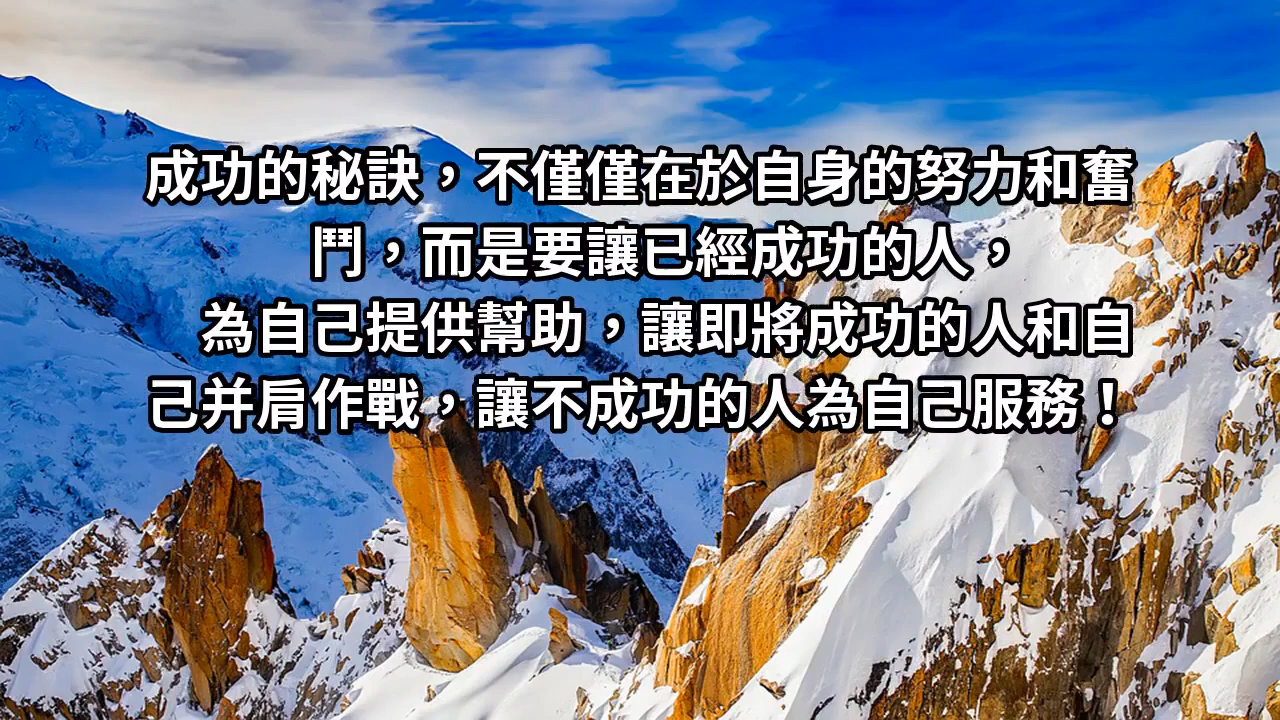 成功的秘訣，不僅僅在於自身的努力和奮
鬥，而是要讓已經成功的人，
為自己提供幫助，讓即將成功的人和自
己并肩作戰，讓不成功的人為自己服務！